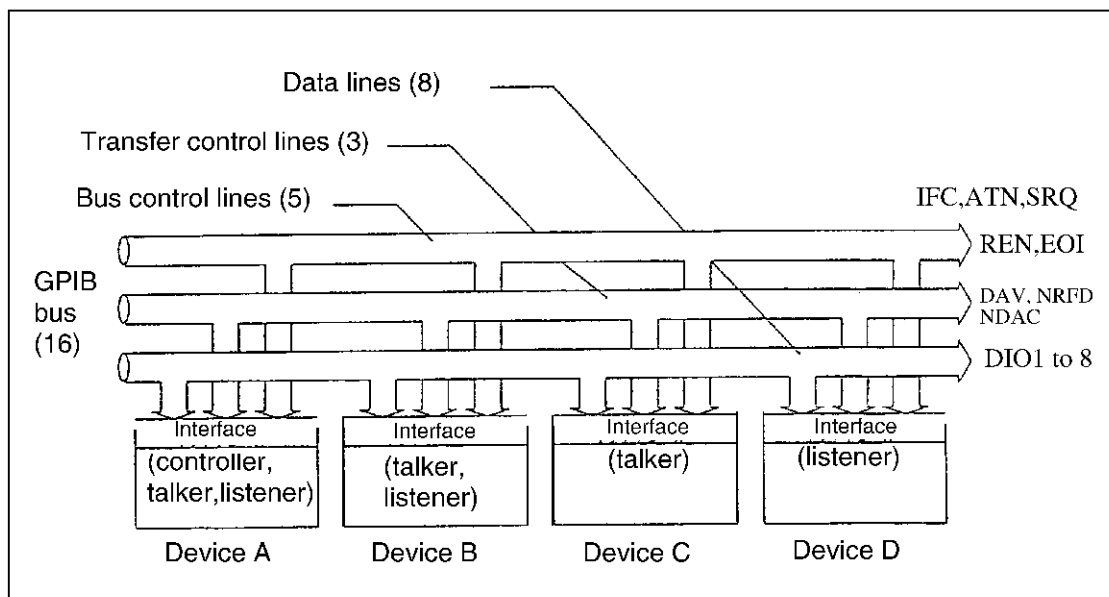 Data lines (8)
Transfer control lines (3)
Bus control lines (5)
IFC,ATN,SRQ
REN,EOI
GPIB
bus
(16)
DAV, NRFD
NDAC
DIO1 to 8
Interface
(controller,
talker,listener)
Device A
Interface
(talker,
listener)
Device B
Interface
(talker)
Device C
Interface
(listener)
Device D